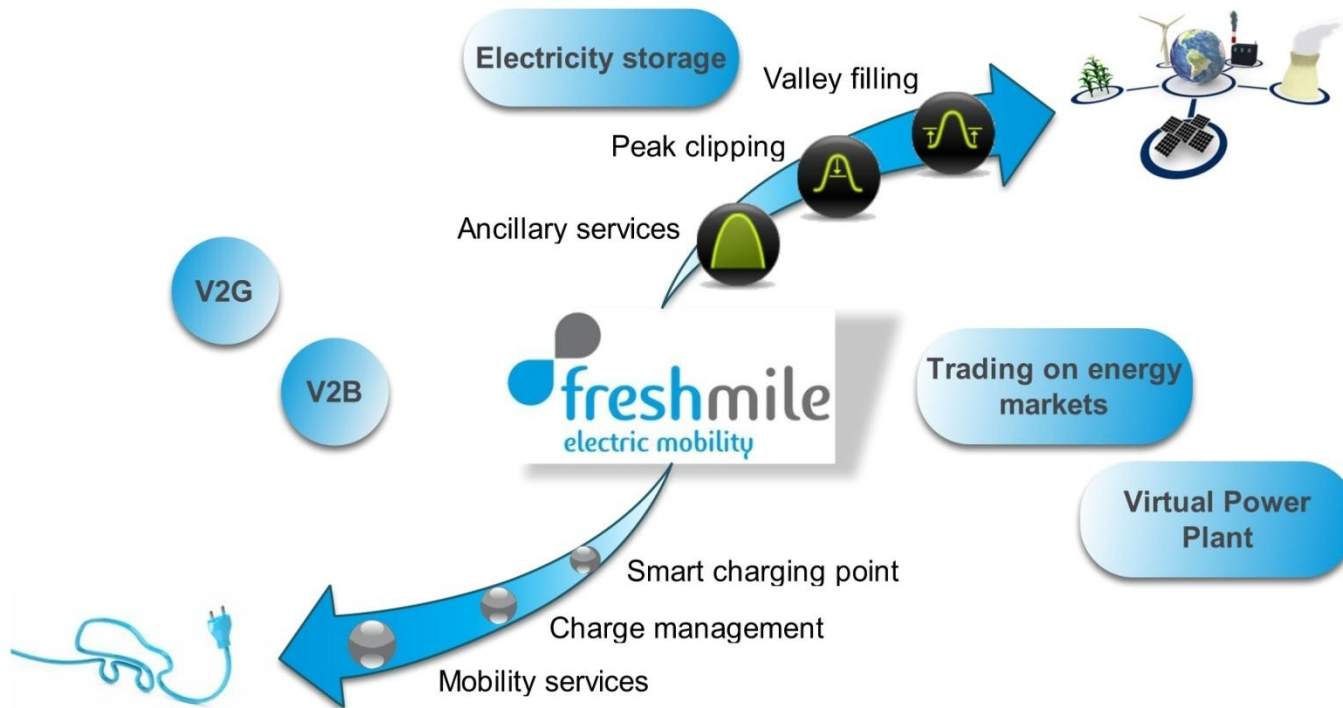 Electricity storage
Valley filling
Peak clipping
Ancillary services
V2G
V2B
freshmile
electric mobility
Trading on energy
markets
Virtual Power
Plant
Smart charging point
Charge management
Mobility services